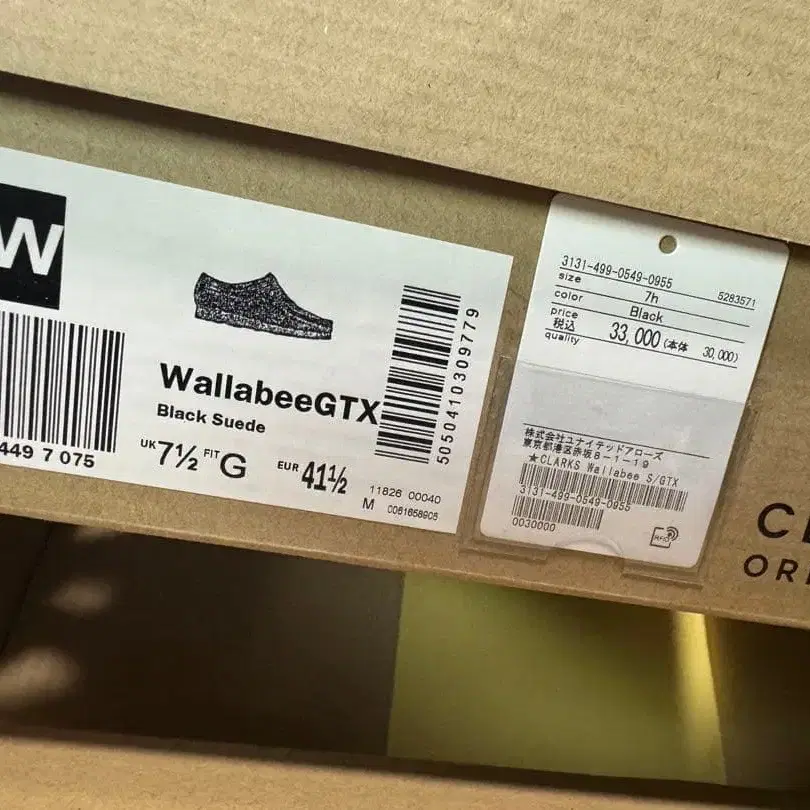 W
449 7 075
WallabeeGTX
Black Suede
UK 7½ FIT G EUR 41½
11826 00040
M 0061658905
5050410309779
3131-499-0549-0955
size 7h 5283571
color Black
price
税込 33,000 (本体 30,000)
quality
株式会社ユナイテッドアローズ
東京都港区赤坂8-1-19
★CLARKS Wallabee S/GTX
3131-499-0549-0955
0030000
RFID